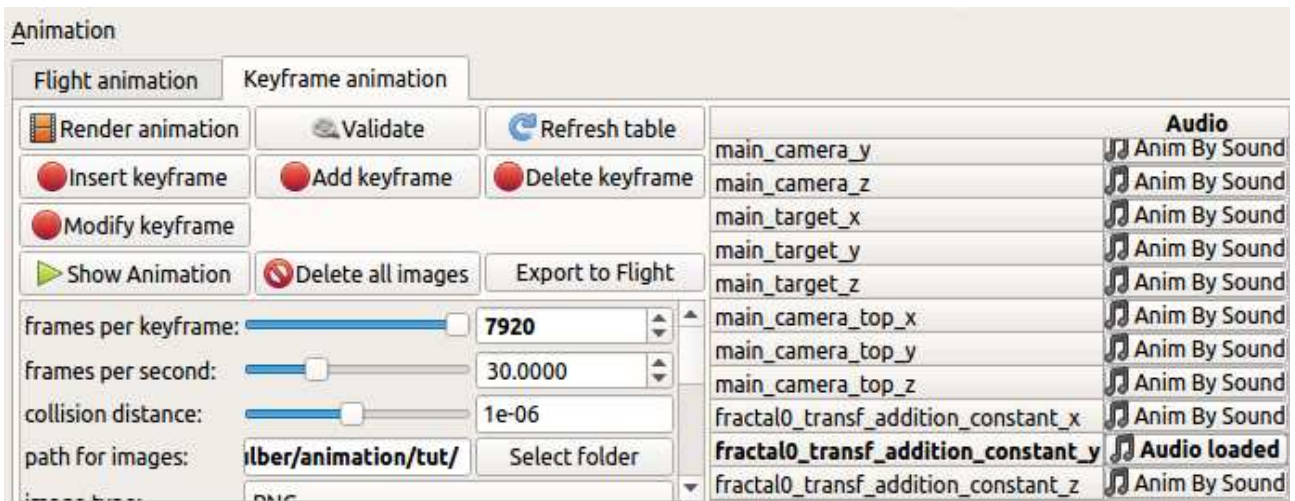 Animation
Flight animation Keyframe animation
Render animation Validate Refresh table
Insert keyframe Add keyframe Delete keyframe
Modify keyframe
Show Animation Delete all images Export to Flight
frames per keyframe: 7920
frames per second: 30.0000
collision distance: 1e-06
path for images: lber/animation/tut/ Select folder
image type: PNG
Audio
main_camera_y Anim By Sound
main_camera_z Anim By Sound
main_target_x Anim By Sound
main_target_y Anim By Sound
main_target_z Anim By Sound
main_camera_top_x Anim By Sound
main_camera_top_y Anim By Sound
main_camera_top_z Anim By Sound
fractal0_transf_addition_constant_x Anim By Sound
fractal0_transf_addition_constant_y Audio loaded
fractal0_transf_addition_constant_z Anim By Sound